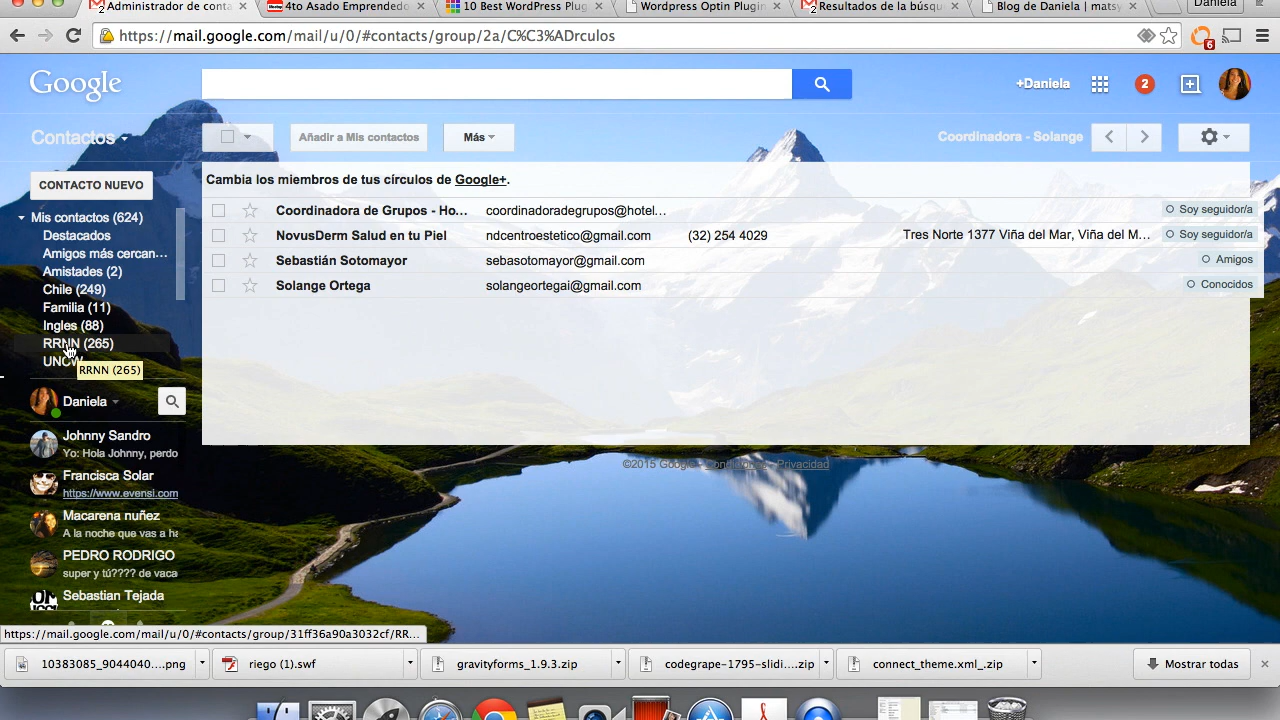 Administrador de conta
4to Asado Emprendedo
10 Best WordPress Plug
Wordpress Optin Plugin
Resultados de la búsqu
Blog de Daniela | matsy
Daniela
https://mail.google.com/mail/u/0/#contacts/group/2a/C%C3%ADrculos
6
Google
+Daniela
2
Contactos
Añadir a Mis contactos
Más
Coordinadora - Solange
CONTACTO NUEVO
Cambia los miembros de tus círculos de Google+.
Mis contactos (624)
Destacados
Amigos más cercan...
Amistades (2)
Chile (249)
Familia (11)
Ingles (88)
RRNN (265)
UNCW
RRNN (265)
Coordinadora de Grupos - Ho... coordinadoradegrupos@hotel... Soy seguidor/a
NovusDerm Salud en tu Piel ndcentroestetico@gmail.com (32) 254 4029 Tres Norte 1377 Viña del Mar, Viña del M... Soy seguidor/a
Sebastián Sotomayor sebasotomayor@gmail.com Amigos
Solange Ortega solangeortegai@gmail.com Conocidos
Daniela
Johnny Sandro
Yo: Hola Johnny, perdo
Francisca Solar
https://www.evensi.com
Macarena nuñez
A la noche que vas a ha
PEDRO RODRIGO
super y tú???? de vaca
Sebastian Tejada
©2015 Google - Condiciones - Privacidad
https://mail.google.com/mail/u/0/#contacts/group/31ff36a90a3032cf/RR...
10383085_9044040....png
riego (1).swf
gravityforms_1.9.3.zip
codegrape-1795-slidi....zip
connect_theme.xml_.zip
Mostrar todas